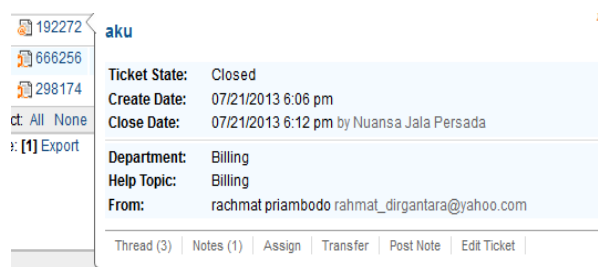 192272
666256
298174
ct: All None
e: [1] Export
aku
Ticket State: Closed
Create Date: 07/21/2013 6:06 pm
Close Date: 07/21/2013 6:12 pm by Nuansa Jala Persada
Department: Billing
Help Topic: Billing
From: rachmat priambodo rahmat_dirgantara@yahoo.com
Thread (3) Notes (1) Assign Transfer Post Note Edit Ticket